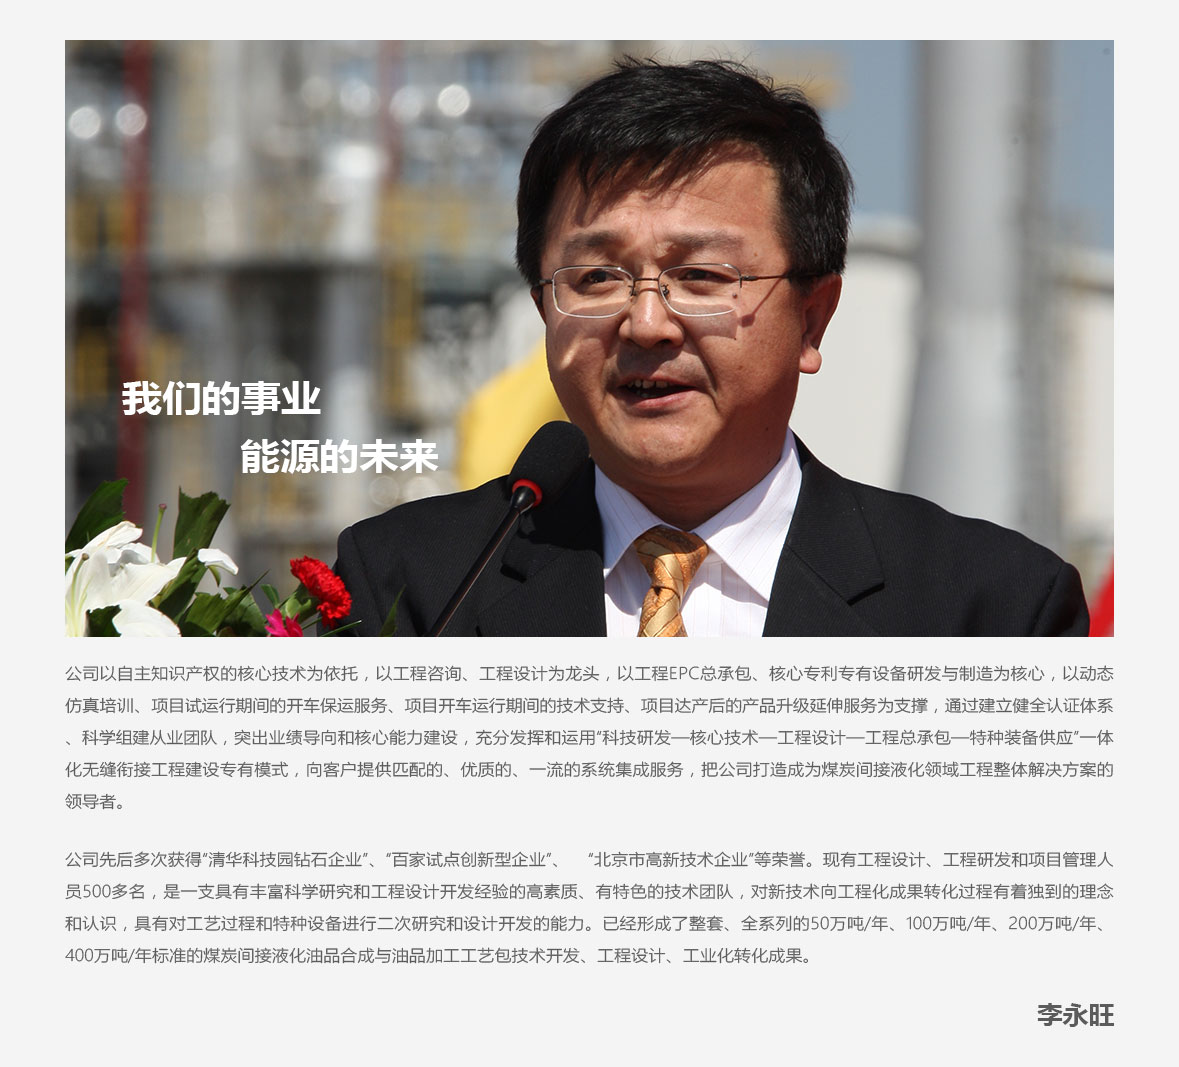 我们的事业
能源的未来
公司以自主知识产权的核心技术为依托，以工程咨询、工程设计为龙头，以工程EPC总承包、核心专利专有设备研发与制造为核心，以动态
仿真培训、项目试运行期间的开车保运服务、项目开车运行期间的技术支持、项目达产后的产品升级延伸服务为支撑，通过建立健全认证体系
、科学组建从业团队，突出业绩导向和核心能力建设，充分发挥和运用“科技研发—核心技术—工程设计—工程总承包—特种装备供应”一体
化无缝衔接工程建设专有模式，向客户提供匹配的、优质的、一流的系统集成服务，把公司打造成为煤炭间接液化领域工程整体解决方案的
领导者。
公司先后多次获得“清华科技园钻石企业”、“百家试点创新型企业”、 “北京市高新技术企业”等荣誉。现有工程设计、工程研发和项目管理人
员500多名，是一支具有丰富科学研究和工程设计开发经验的高素质、有特色的技术团队，对新技术向工程化成果转化过程有着独到的理念
和认识，具有对工艺过程和特种设备进行二次研究和设计开发的能力。已经形成了整套、全系列的50万吨/年、100万吨/年、200万吨/年、
400万吨/年标准的煤炭间接液化油品合成与油品加工工艺包技术开发、工程设计、工业化转化成果。
李永旺